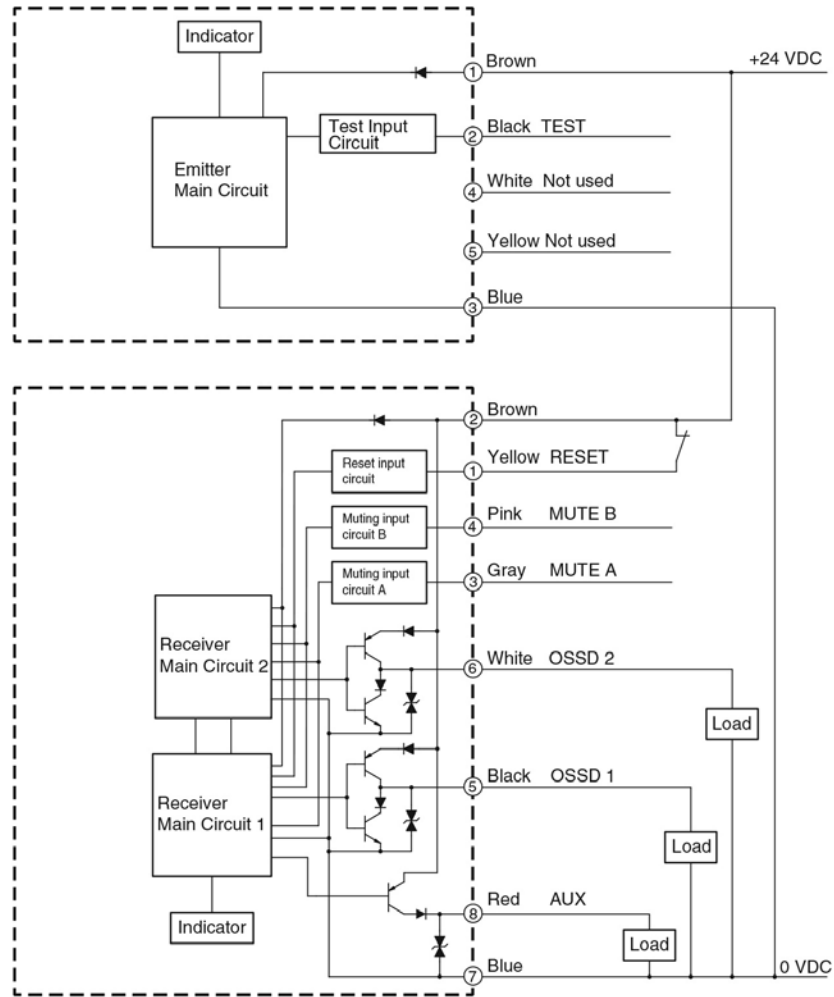 Indicator
① Brown +24 VDC
Test Input
Circuit
② Black TEST
Emitter
Main Circuit
④ White Not used
⑤ Yellow Not used
③ Blue
② Brown
Reset input
circuit
① Yellow RESET
Muting input
circuit B
④ Pink MUTE B
Muting input
circuit A
③ Gray MUTE A
Receiver
Main Circuit 2
⑥ White OSSD 2
Load
Receiver
Main Circuit 1
⑤ Black OSSD 1
Load
⑧ Red AUX
Indicator
Load
⑦ Blue 0 VDC